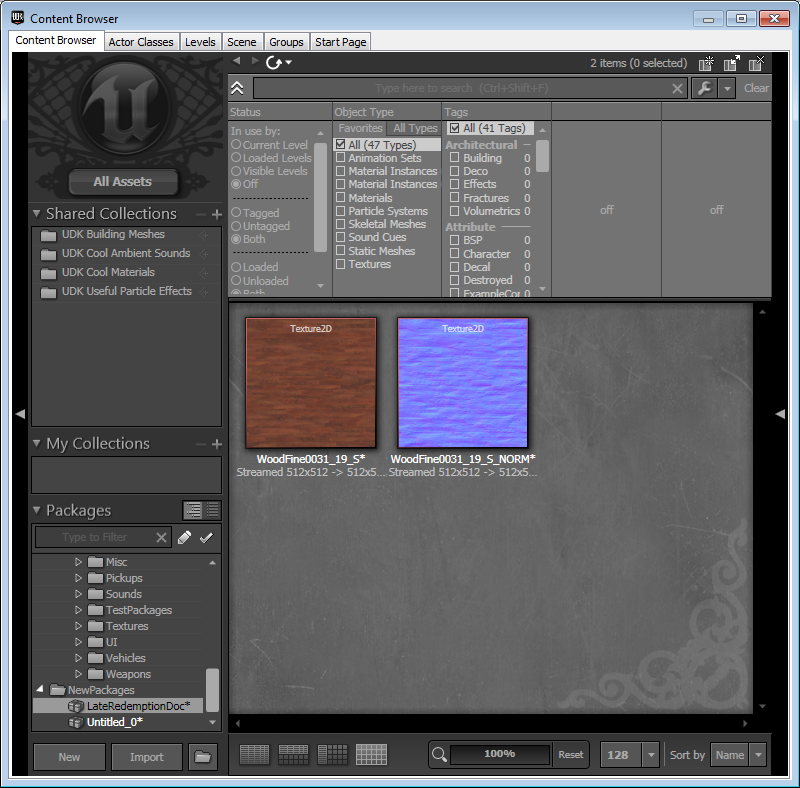 Content Browser
Content Browser Actor Classes Levels Scene Groups Start Page
2 items (0 selected)
Type here to search (Ctrl+Shift+F)
Clear
All Assets
Status Object Type Tags
In use by:
Current Level
Loaded Levels
Visible Levels
Off
Tagged
Untagged
Both
Loaded
Unloaded
Both
Favorites All Types
All (47 Types)
Animation Sets
Material Instances
Material Instances
Materials
Particle Systems
Skeletal Meshes
Sound Cues
Static Meshes
Textures
All (41 Tags)
Architectural
Building 0
Deco 0
Effects 0
Fractures 0
Volumetrics 0
Attribute
BSP 0
Character 0
Decal 0
Destroyed 0
ExampleCor 0
off
off
Shared Collections
UDK Building Meshes
UDK Cool Ambient Sounds
UDK Cool Materials
UDK Useful Particle Effects
My Collections
Packages
Type to Filter
Misc
Pickups
Sounds
TestPackages
Textures
UI
Vehicles
Weapons
NewPackages
LateRedemptionDoc*
Untitled_0*
New Import
Texture2D
WoodFine0031_19_S*
Streamed 512x512 -> 512x5...
Texture2D
WoodFine0031_19_S_NORM*
Streamed 512x512 -> 512x5...
100% Reset 128 Sort by Name